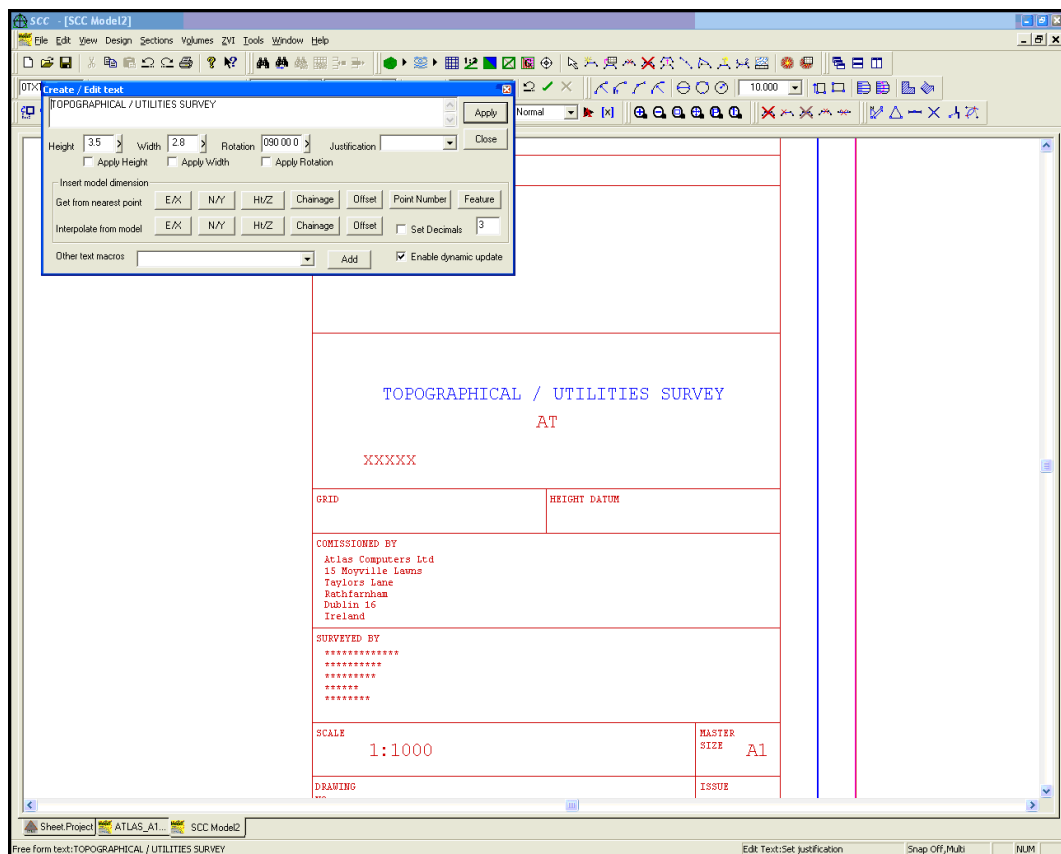 SCC - [SCC Model2]
File Edit View Design Sections Volumes ZVI Tools Window Help
1:2
10.000
Create / Edit text
Normal
TOPOGRAPHICAL / UTILITIES SURVEY
Apply
Close
Height 3.5 Width 2.8 Rotation 090 00 0 Justification
Apply Height Apply Width Apply Rotation
Insert model dimension
Get from nearest point E/X N/Y Ht/Z Chainage Offset Point Number Feature
Interpolate from model E/X N/Y Ht/Z Chainage Offset Set Decimals 3
Other text macros Add Enable dynamic update
TOPOGRAPHICAL / UTILITIES SURVEY
AT
XXXXX
GRID HEIGHT DATUM
COMISSIONED BY
Atlas Computers Ltd
15 Moyville Lawns
Taylors Lane
Rathfarnham
Dublin 16
Ireland
SURVEYED BY
*************
**********
*********
******
********
SCALE MASTER
SIZE
1:1000 A1
DRAWING ISSUE
Sheet.Project ATLAS_A1... SCC Model2
Free form text:TOPOGRAPHICAL / UTILITIES SURVEY Edit Text:Set justification Snap Off,Multi NUM